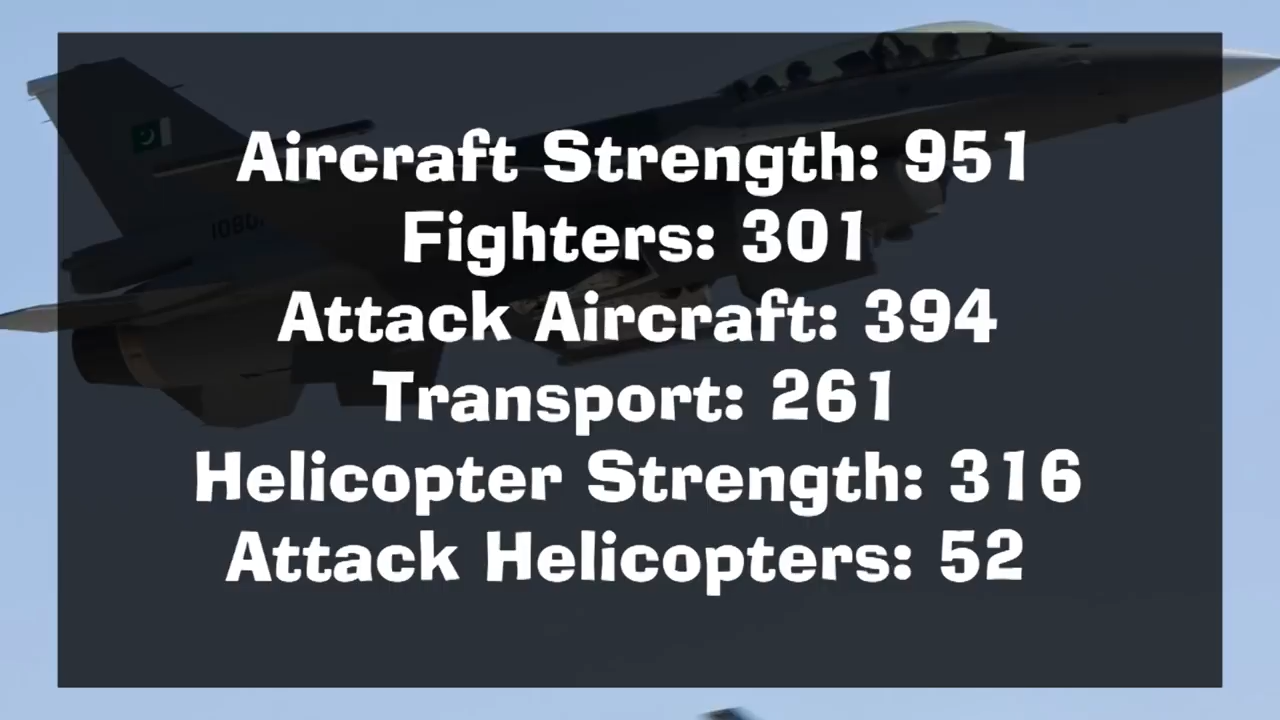 Aircraft Strength: 951
Fighters: 301
Attack Aircraft: 394
Transport: 261
Helicopter Strength: 316
Attack Helicopters: 52